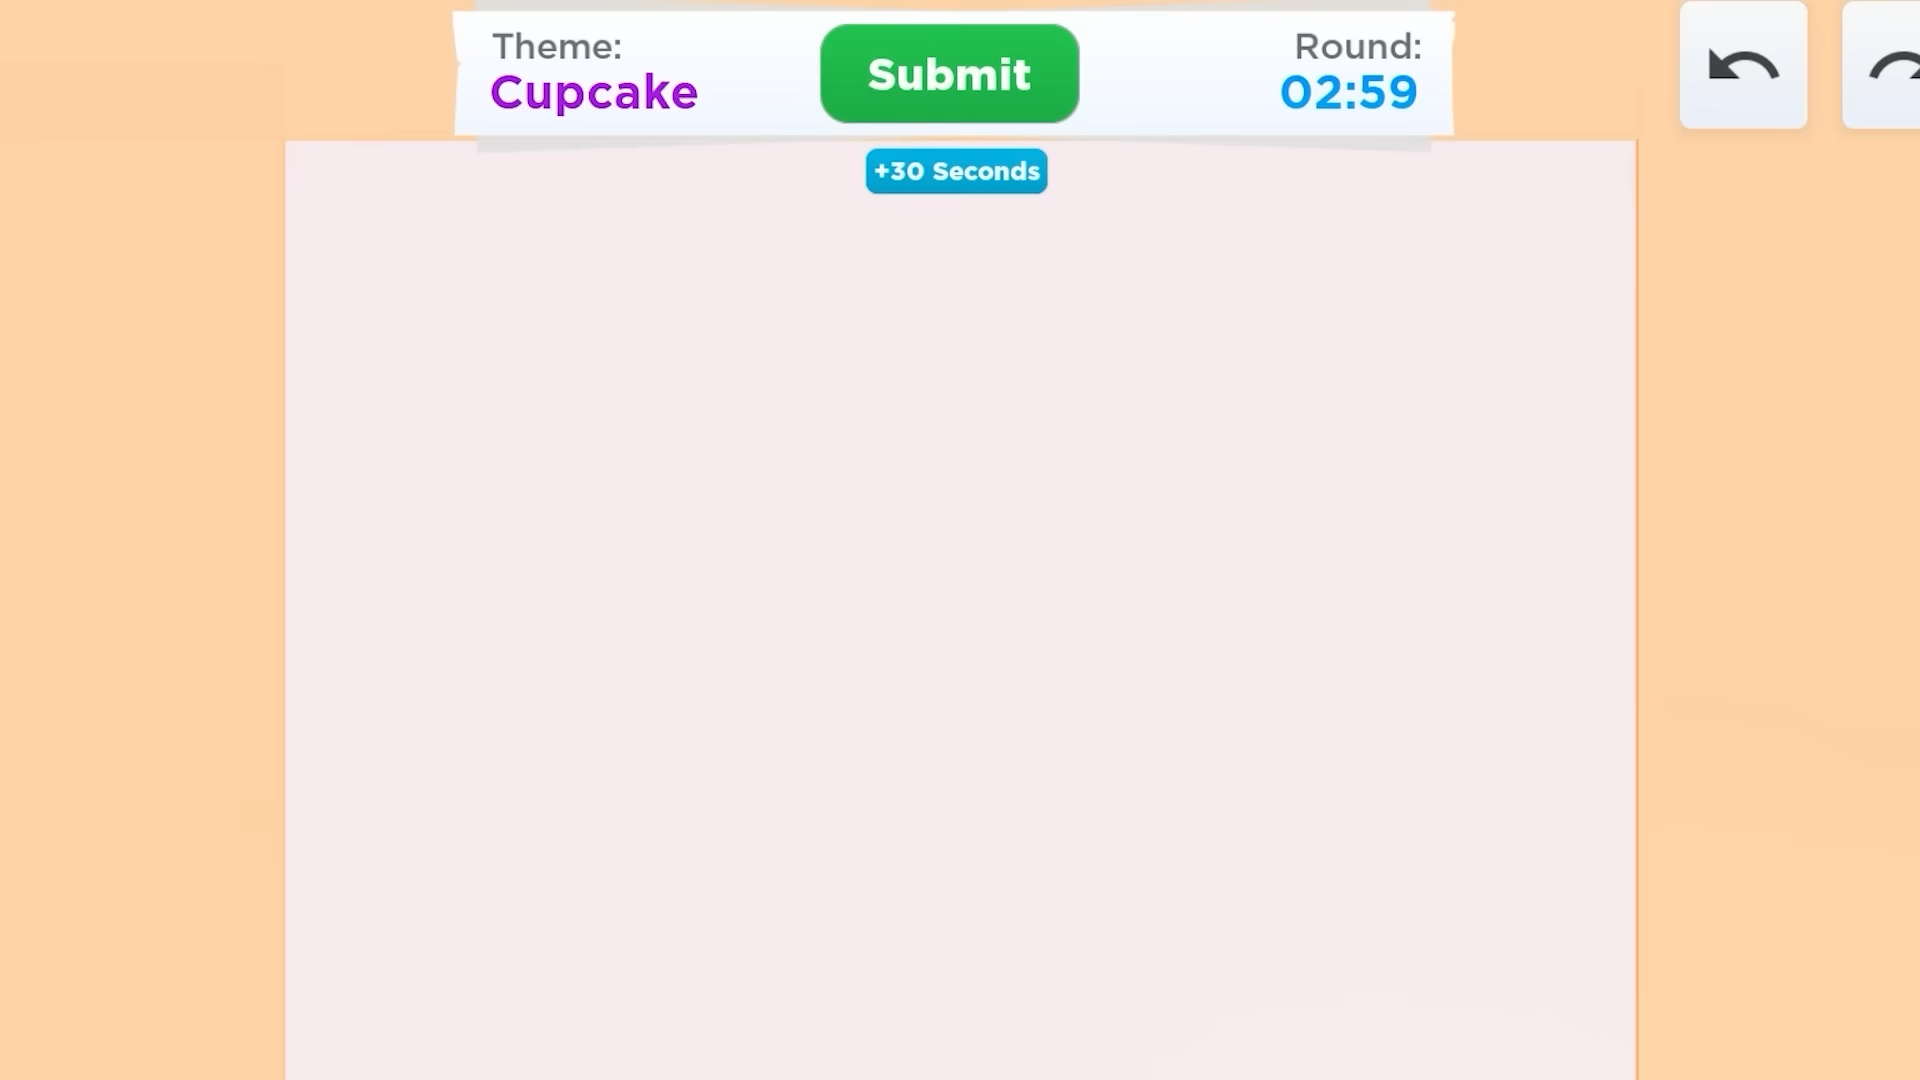 Theme:
Cupcake
Submit
Round:
02:59
+30 Seconds